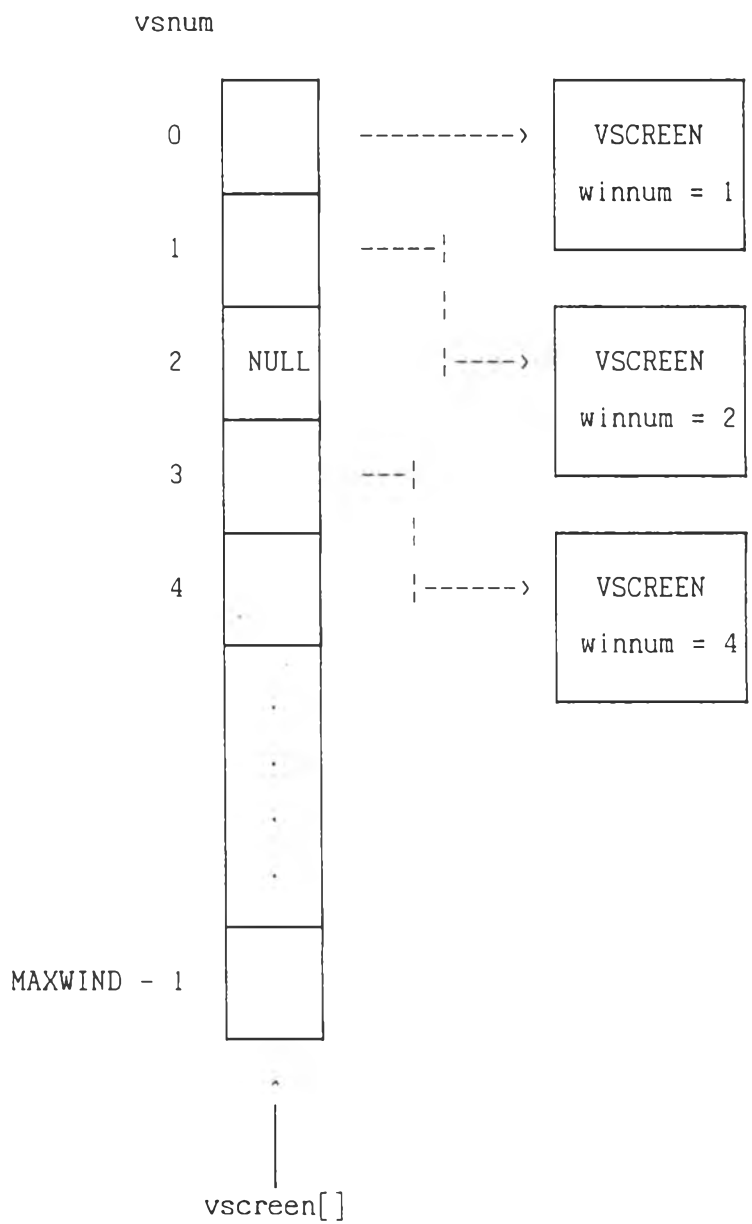 vsnum
0
VSCREEN
winnum = 1
1
2
NULL
VSCREEN
winnum = 2
3
4
VSCREEN
winnum = 4
MAXWIND - 1
vscreen[]